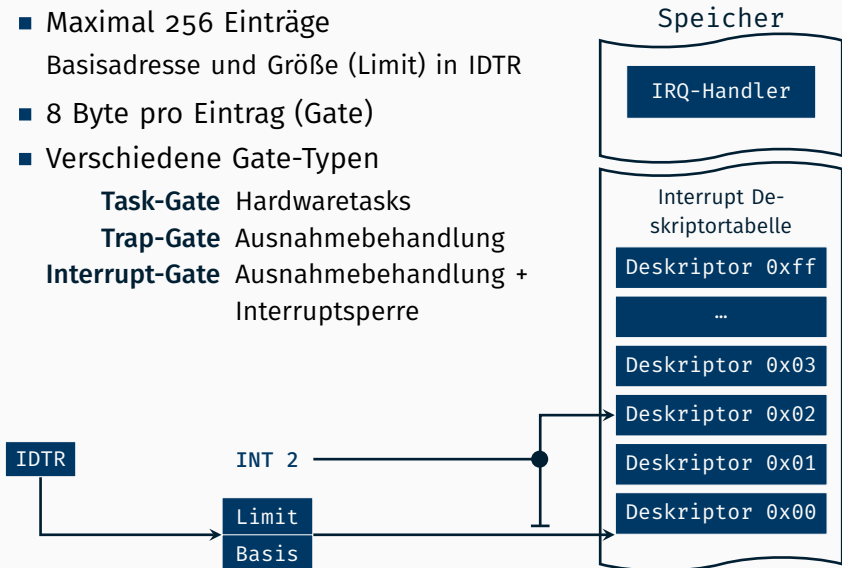 Maximal 256 Einträge
Basisadresse und Größe (Limit) in IDTR
8 Byte pro Eintrag (Gate)
Verschiedene Gate-Typen
Task-Gate Hardwaretasks
Trap-Gate Ausnahmebehandlung
Interrupt-Gate Ausnahmebehandlung +
Interruptsperre
Speicher
IRQ-Handler
Interrupt De-
skriptortabelle
Deskriptor 0xff
…
Deskriptor 0x03
Deskriptor 0x02
Deskriptor 0x01
Deskriptor 0x00
IDTR
INT 2
Limit
Basis